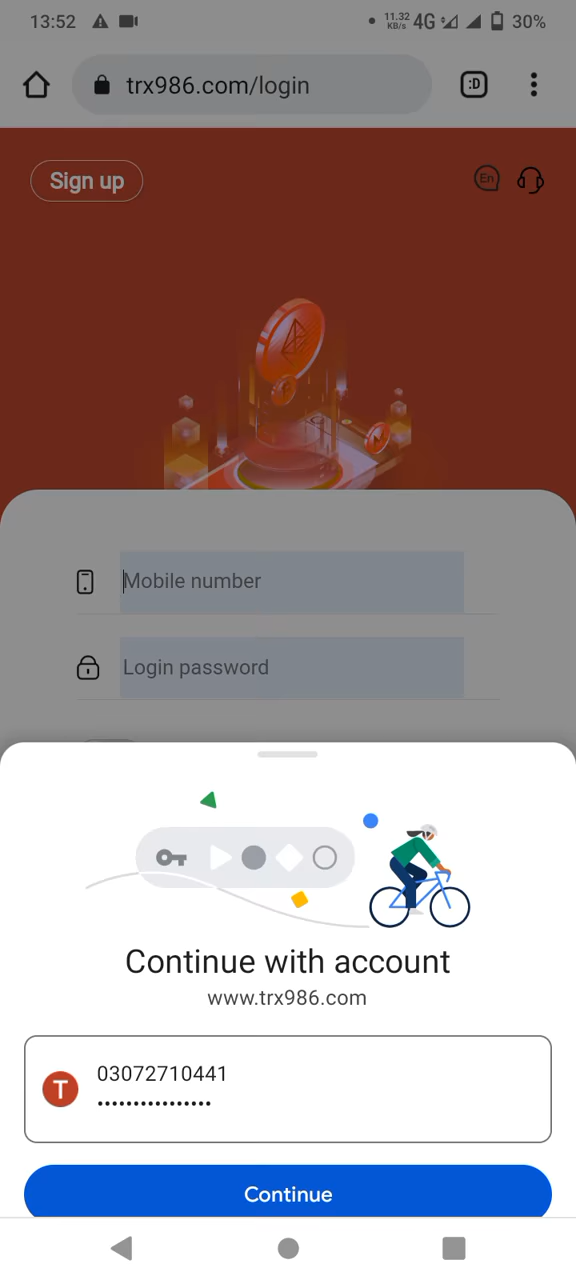 13:52
11.32
KB/s
4G
30%
trx986.com/login
:D
Sign up
En
Mobile number
Login password
Continue with account
www.trx986.com
T
03072710441
••••••••••••••••
Continue